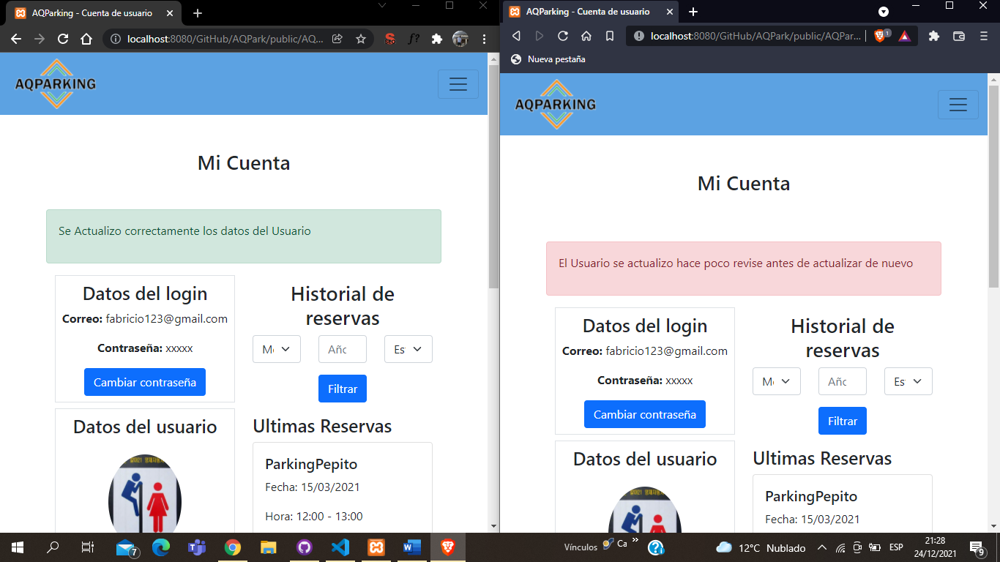 AQParking - Cuenta de usuario
localhost:8080/GitHub/AQPark/public/AQ...
SEO
f?
AQPARKING
Mi Cuenta
Se Actualizo correctamente los datos del Usuario
Datos del login
Correo: fabricio123@gmail.com
Contraseña: xxxxx
Cambiar contraseña
Historial de
reservas
Me
Año
Es
Filtrar
Datos del usuario
Ultimas Reservas
ParkingPepito
Fecha: 15/03/2021
Hora: 12:00 - 13:00
AQParking - Cuenta de usuario
localhost:8080/GitHub/AQPark/public/AQPar...
1
Nueva pestaña
AQPARKING
Mi Cuenta
El Usuario se actualizo hace poco revise antes de actualizar de nuevo
Datos del login
Correo: fabricio123@gmail.com
Contraseña: xxxxx
Cambiar contraseña
Historial de
reservas
Me
Año
Es
Filtrar
Datos del usuario
Ultimas Reservas
ParkingPepito
Fecha: 15/03/2021
7
Vínculos
Ca
»
12°C Nublado
ESP
21:28
24/12/2021
9